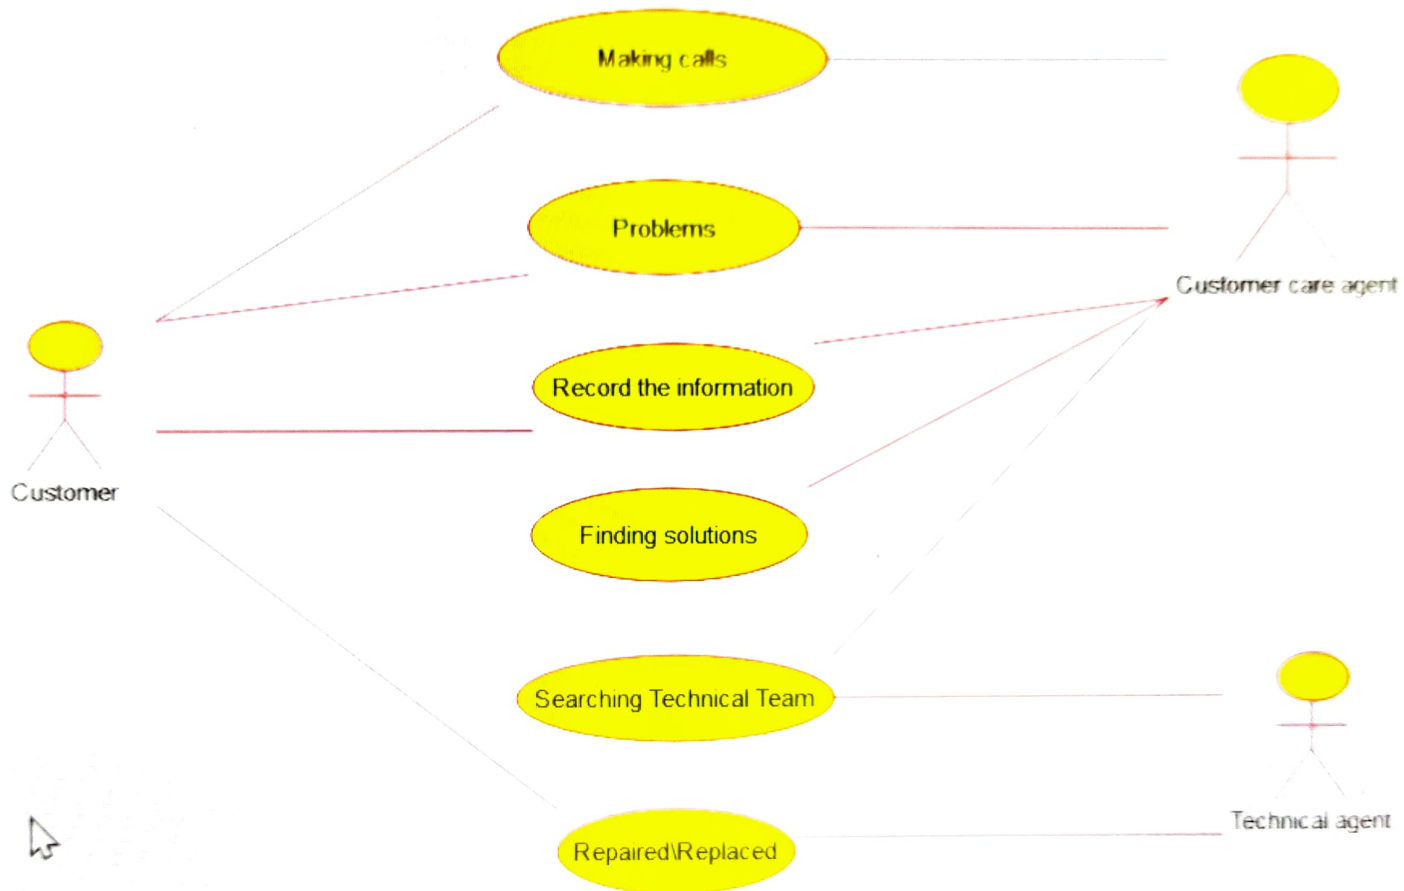 Making calls
Problems
Customer care agent
Record the information
Customer
Finding solutions
Searching Technical Team
Technical agent
Repaired\Replaced